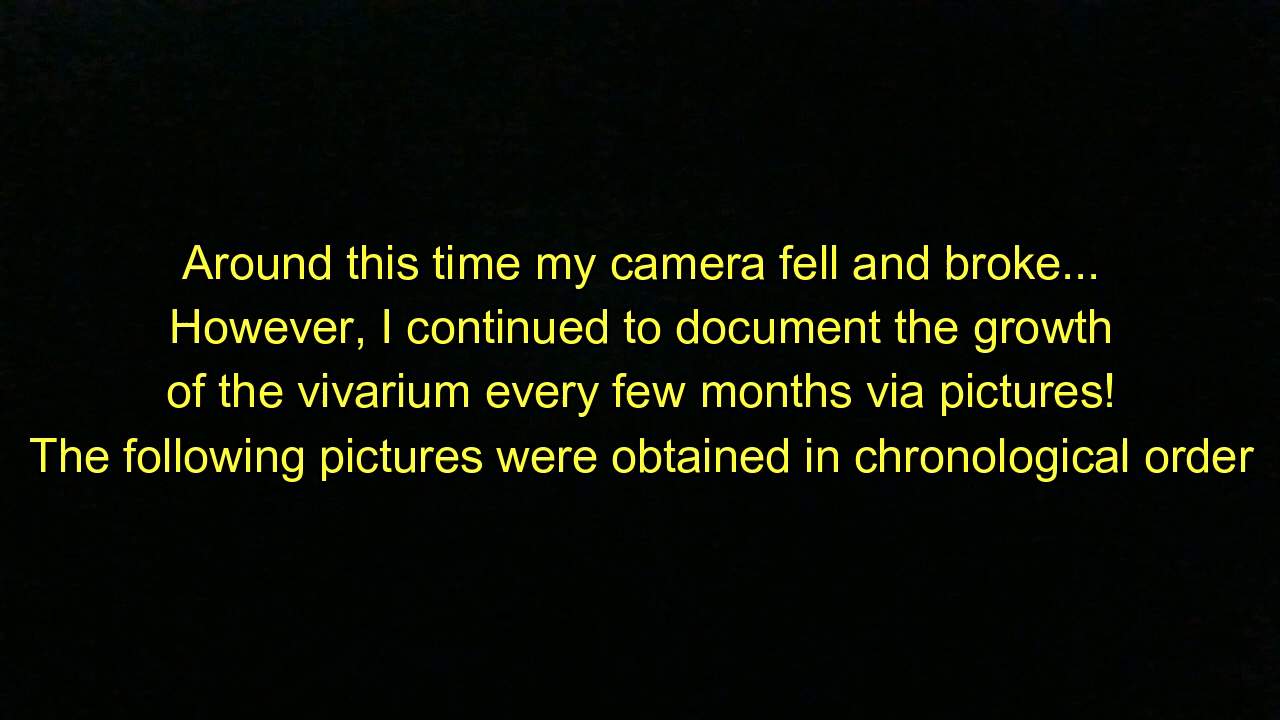 Around this time my camera fell and broke...
However, I continued to document the growth
of the vivarium every few months via pictures!
The following pictures were obtained in chronological order